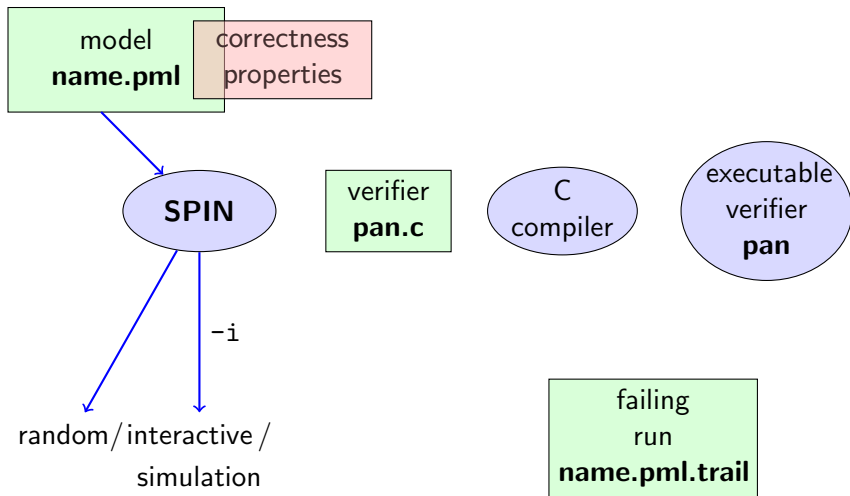 model
name.pml
correctness
properties
SPIN
verifier
pan.c
C
compiler
executable
verifier
pan
-i
random/interactive/
simulation
failing
run
name.pml.trail